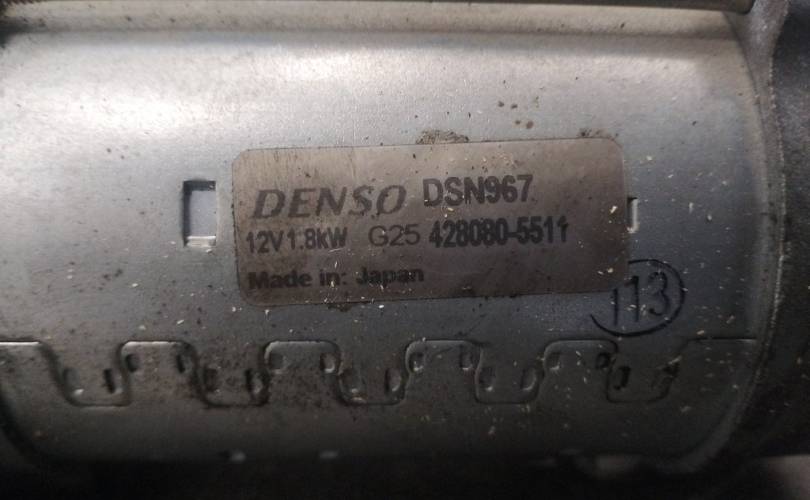 DENSO DSN967
12V1.8kW G25 428080-5511
Made in: Japan
113